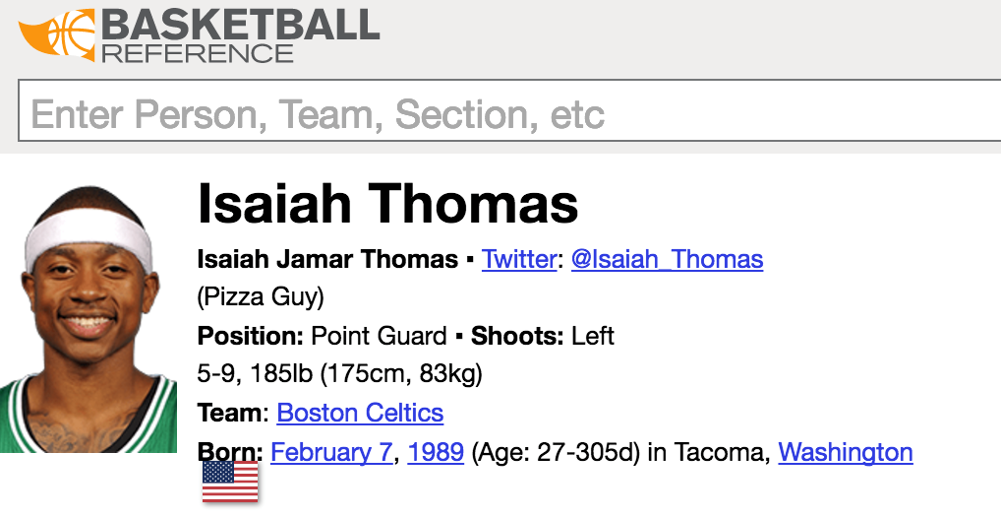 BASKETBALL
REFERENCE
Enter Person, Team, Section, etc
Isaiah Thomas
Isaiah Jamar Thomas ▪ Twitter: @Isaiah_Thomas
(Pizza Guy)
Position: Point Guard ▪ Shoots: Left
5-9, 185lb (175cm, 83kg)
Team: Boston Celtics
Born: February 7, 1989 (Age: 27-305d) in Tacoma, Washington